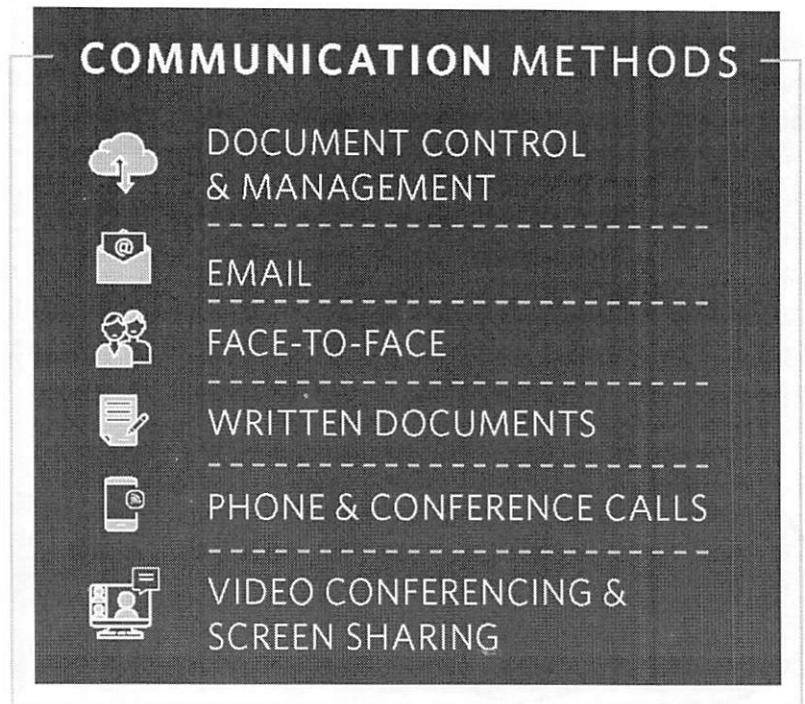 COMMUNICATION METHODS
DOCUMENT CONTROL
& MANAGEMENT
@
EMAIL
FACE-TO-FACE
WRITTEN DOCUMENTS
PHONE & CONFERENCE CALLS
VIDEO CONFERENCING &
SCREEN SHARING